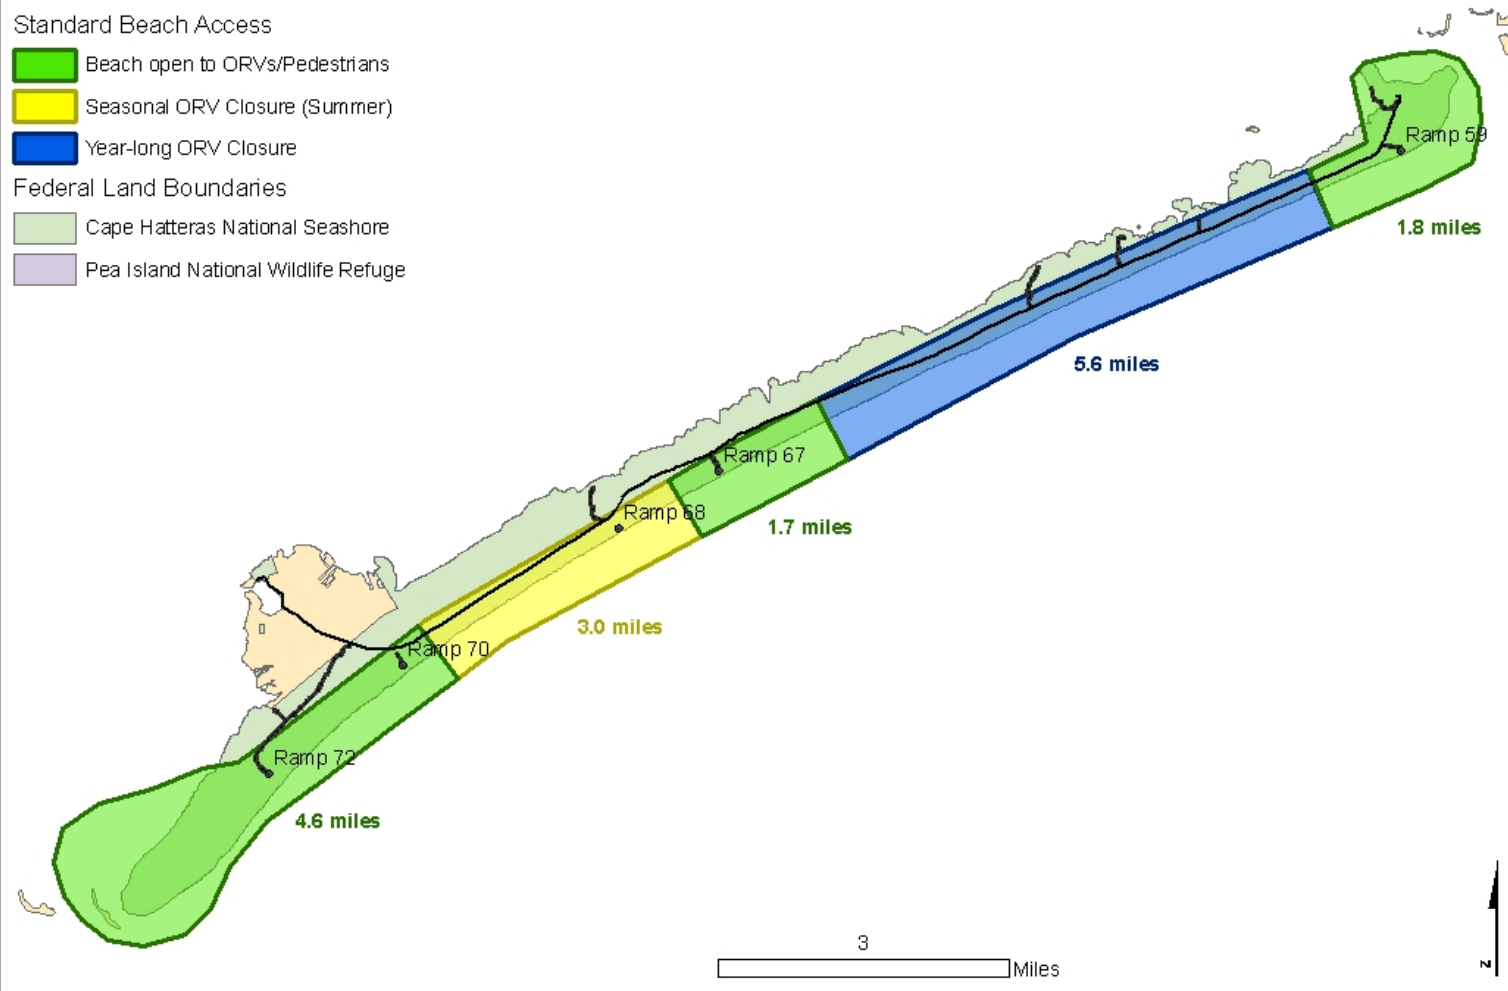 Standard Beach Access
Beach open to ORVs/Pedestrians
Seasonal ORV Closure (Summer)
Year-long ORV Closure
Federal Land Boundaries
Cape Hatteras National Seashore
Pea Island National Wildlife Refuge
Ramp 59
1.8 miles
5.6 miles
Ramp 67
1.7 miles
Ramp 68
3.0 miles
Ramp 70
Ramp 72
4.6 miles
3
Miles
N